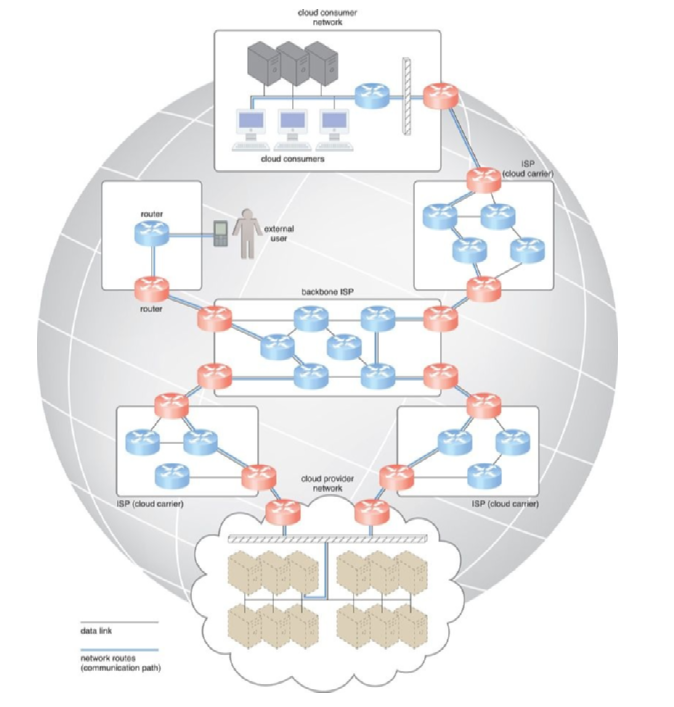 cloud consumer
network
cloud consumers
ISP
(cloud carrier)
router
external
user
router
backbone ISP
cloud provider
network
ISP (cloud carrier)
ISP (cloud carrier)
data link
network routes
(communication path)